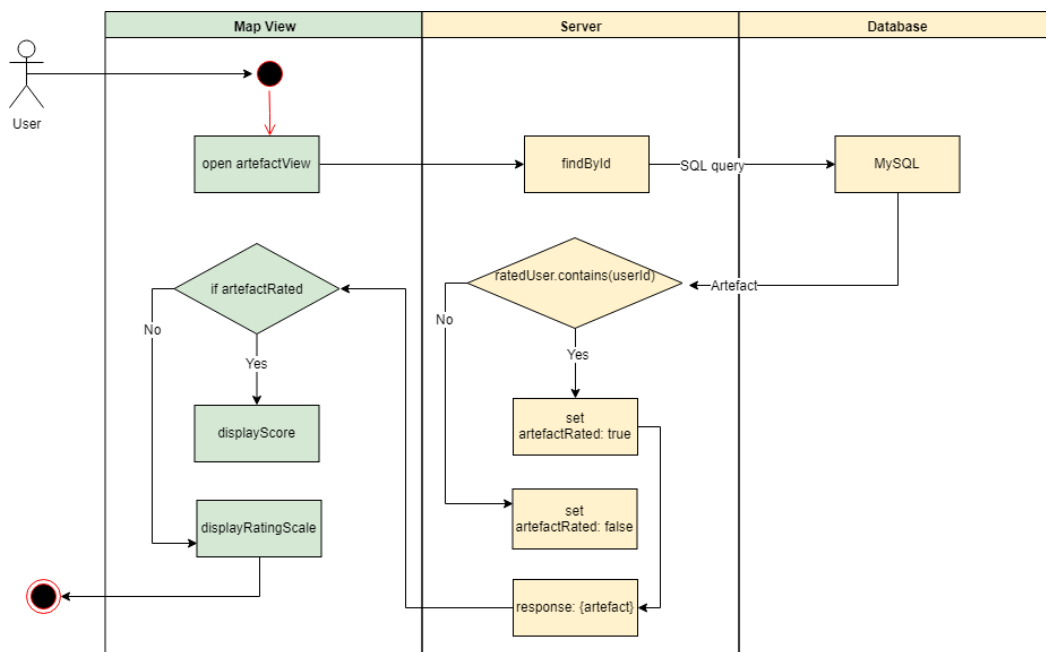 Map View
Server
Database
User
open artefactView
findById
SQL query
MySQL
if artefactRated
ratedUser.contains(userId)
Artefact
No
No
Yes
Yes
displayScore
set
artefactRated: true
displayRatingScale
set
artefactRated: false
response: {artefact}